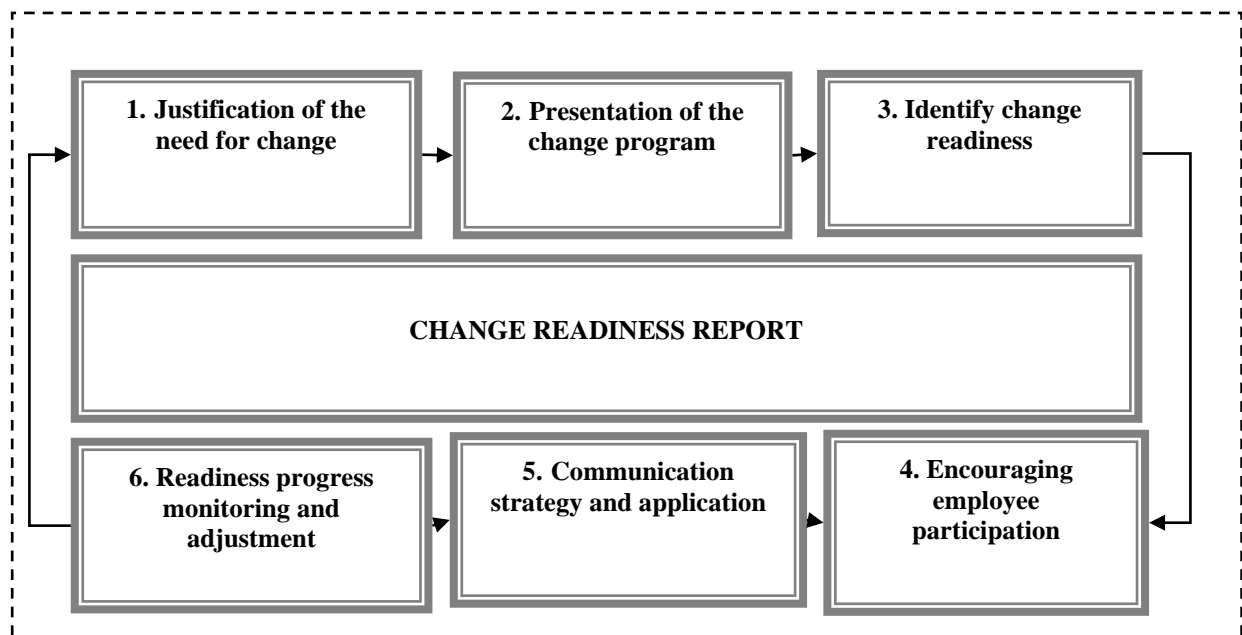 1. Justification of the
need for change
2. Presentation of the
change program
3. Identify change
readiness
CHANGE READINESS REPORT
6. Readiness progress
monitoring and
adjustment
5. Communication
strategy and application
4. Encouraging
employee
participation